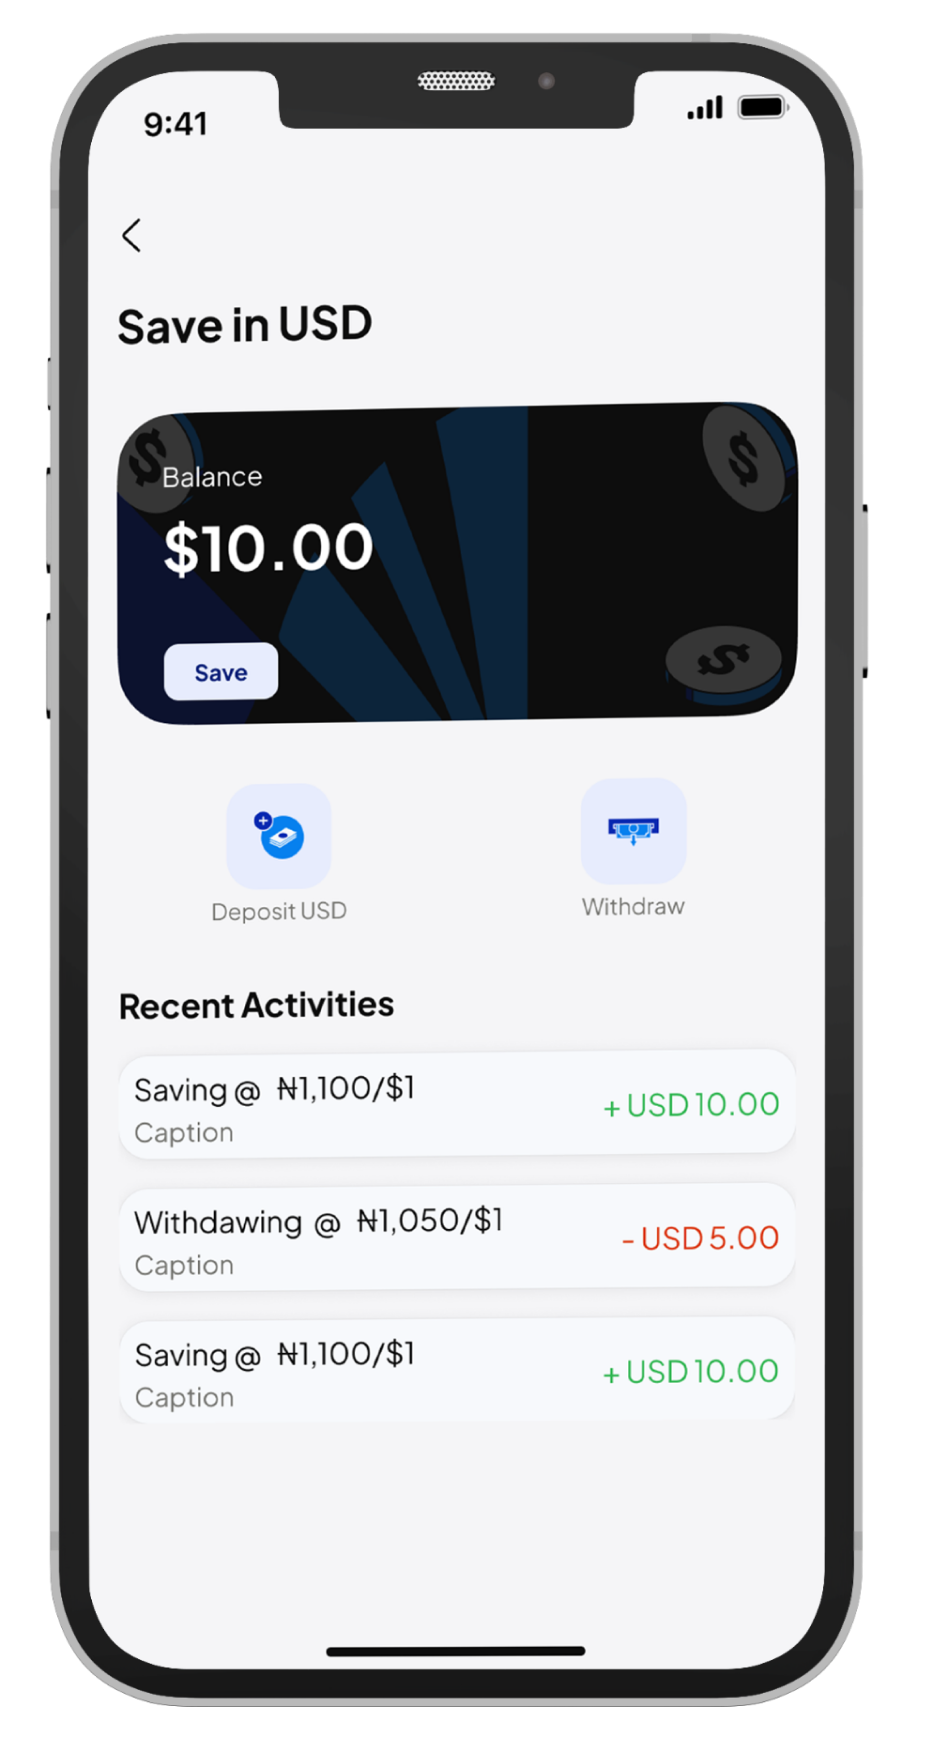 9:41
Save in USD
Balance
$10.00
Save
Deposit USD
Withdraw
Recent Activities
Saving @ ₦1,100/$1
+ USD 10.00
Caption
Withdawing @ ₦1,050/$1
- USD 5.00
Caption
Saving @ ₦1,100/$1
+ USD 10.00
Caption